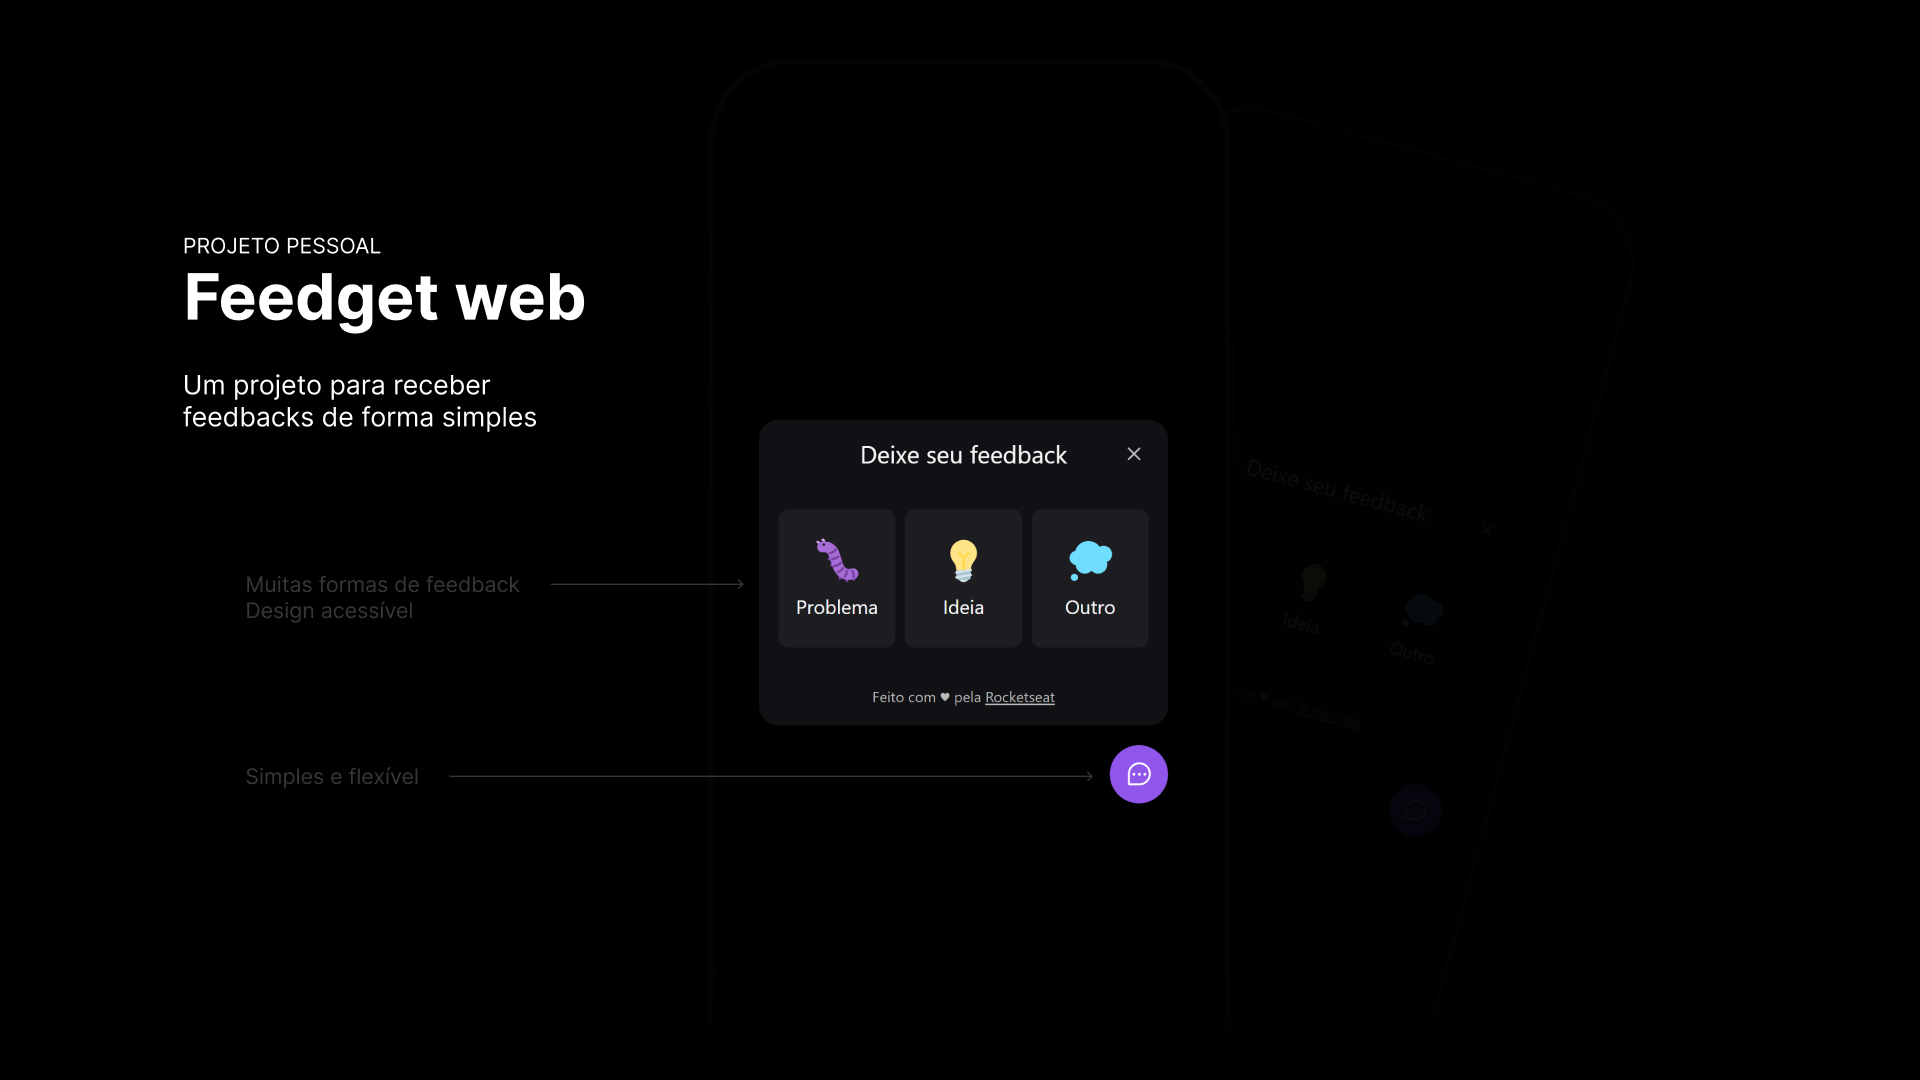 PROJETO PESSOAL
Feedget web
Um projeto para receber
feedbacks de forma simples
Muitas formas de feedback
Design acessível
Simples e flexível
Deixe seu feedback
Problema
Ideia
Outro
Feito com ♥ pela Rocketseat
Deixe seu feedback
Ideia
Outro
com ♥ pela Rocketseat